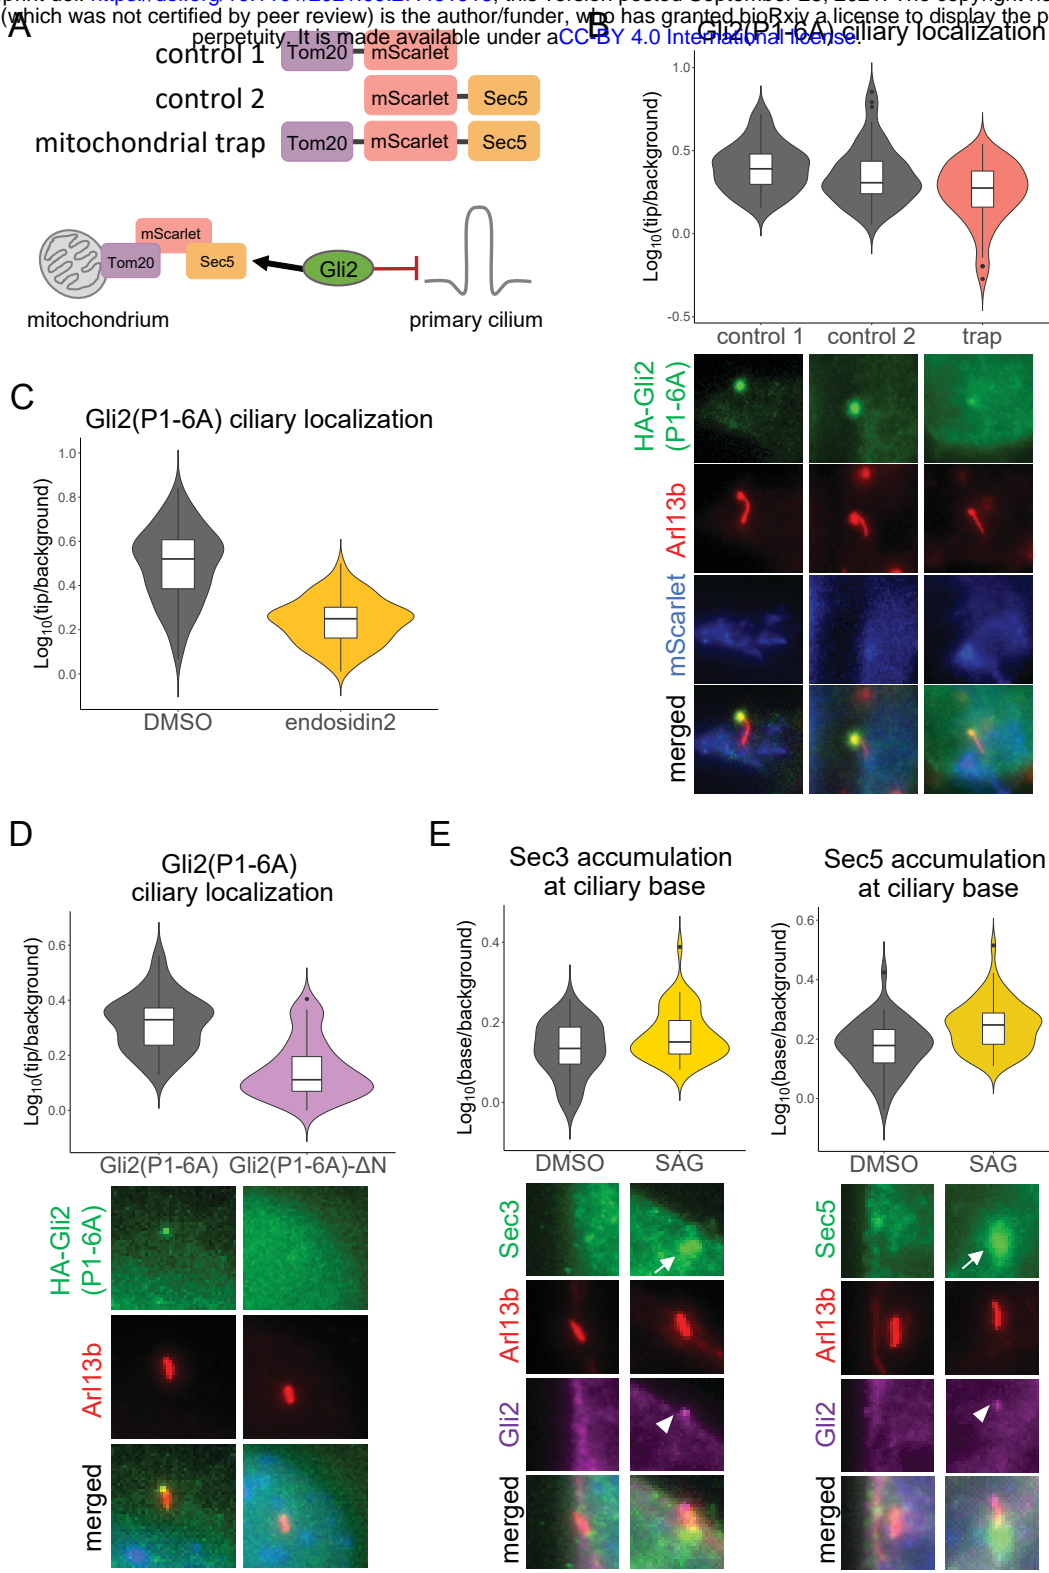 (which was not certified by peer review) is the author/funder, who has granted bioRxiv a license to display the p
perpetuity. It is made available under aCC-BY 4.0 International license.
A
control 1
Tom20
mScarlet
control 2
mScarlet
Sec5
mitochondrial trap
Tom20
mScarlet
Sec5
mScarlet
Tom20
Sec5
Gli2
mitochondrium
primary cilium
B
Gli2(P1-6A) ciliary localization
Log10(tip/background)
1.0
0.5
0.0
-0.5
control 1
control 2
trap
HA-Gli2
(P1-6A)
Arl13b
mScarlet
merged
C
Gli2(P1-6A) ciliary localization
Log10(tip/background)
1.0
0.8
0.6
0.4
0.2
0.0
DMSO
endosidin2
D
Gli2(P1-6A)
ciliary localization
Log10(tip/background)
0.6
0.4
0.2
0.0
Gli2(P1-6A)
Gli2(P1-6A)-ΔN
HA-Gli2
(P1-6A)
Arl13b
merged
E
Sec3 accumulation
at ciliary base
Log10(base/background)
0.4
0.2
0.0
DMSO
SAG
Sec3
Arl13b
Gli2
merged
Sec5 accumulation
at ciliary base
Log10(base/background)
0.6
0.4
0.2
0.0
DMSO
SAG
Sec5
Arl13b
Gli2
merged